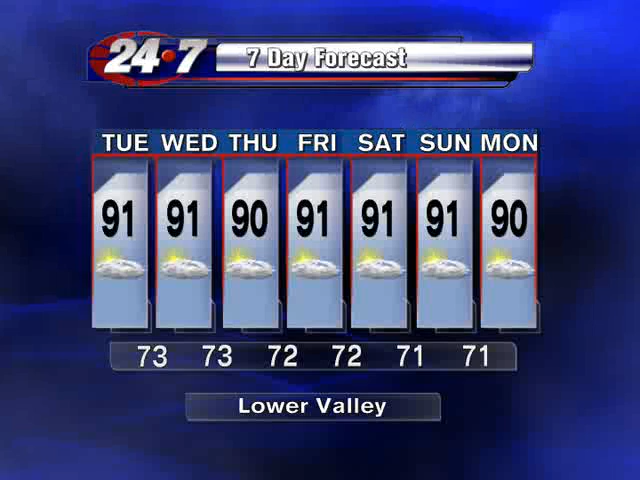 24·7 7 Day Forecast
TUE WED THU FRI SAT SUN MON
91 91 90 91 91 91 90
73 73 72 72 71 71
Lower Valley